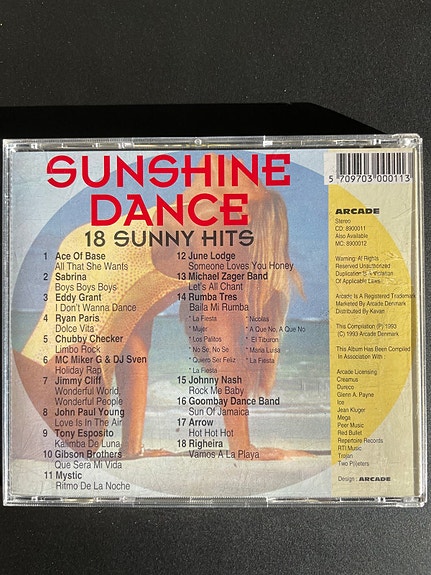 SUNSHINE
DANCE
18 SUNNY HITS
1 Ace Of Base
All That She Wants
2 Sabrina
Boys Boys Boys
3 Eddy Grant
I Don't Wanna Dance
4 Ryan Paris
Dolce Vita
5 Chubby Checker
Limbo Rock
6 MC Miker G & DJ Sven
Holiday Rap
7 Jimmy Cliff
Wonderful World,
Wonderful People
8 John Paul Young
Love Is In The Air
9 Tony Esposito
Kalimba De Luna
10 Gibson Brothers
Que Sera Mi Vida
11 Mystic
Ritmo De La Noche
12 June Lodge
Someone Loves You Honey
13 Michael Zager Band
Let's All Chant
14 Rumba Tres
Baila Mi Rumba
* La Fiesta * Nicolas
* Mujer * A Que No, A Que No
* Los Palitos * El Tiburon
* No Se, No Se * Maria Luisa
* Quiero Ser Feliz * La Fiesta
* La Fiesta
15 Johnny Nash
Rock Me Baby
16 Goombay Dance Band
Sun Of Jamaica
17 Arrow
Hot Hot Hot
18 Righeira
Vamos A La Playa
5 709703 000113
ARCADE
Stereo
CD: 8900011
Also Available
MC: 8900012
Warning: All Rights
Reserved Unauthorized
Duplication Is A Violation
Of Applicable Laws
Arcade Is A Registered Trademark
Marketed By Arcade Denmark
Distributed By Kavan
This Compilation (P) 1993
(C) 1993 Arcade Denmark
This Album Has Been Compiled
In Association With
Arcade Licensing
Creamus
Dureco
Glenn A. Payne
Ice
Jean Kluger
Mega
Peer Music
Red Bullet
Repertoire Records
RTI Music
Trojan
Two P(i)eters
Design : ARCADE